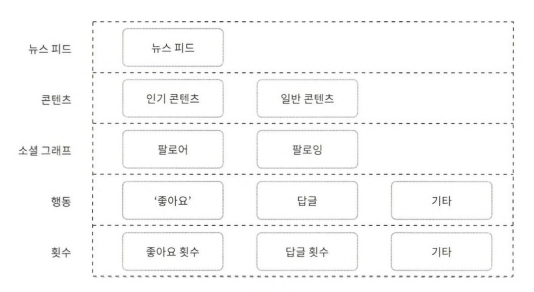 뉴스 피드 뉴스 피드
콘텐츠 인기 콘텐츠 일반 콘텐츠
소셜 그래프 팔로어 팔로잉
행동 '좋아요' 답글 기타
횟수 좋아요 횟수 답글 횟수 기타